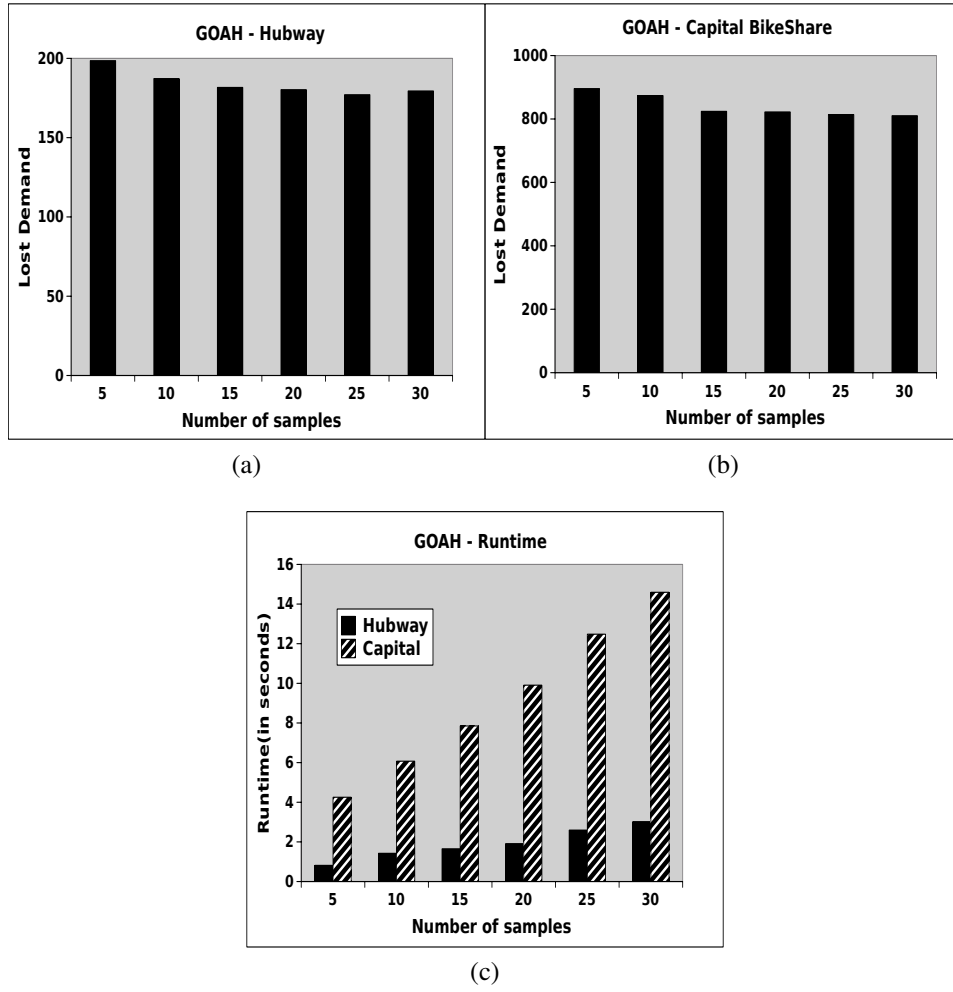 GOAH - Hubway
200
150
100
50
0
Lost Demand
5 10 15 20 25 30
Number of samples
(a)
GOAH - Capital BikeShare
1000
800
600
400
200
0
Lost Demand
5 10 15 20 25 30
Number of samples
(b)
GOAH - Runtime
16
14
12
10
8
6
4
2
0
Runtime(in seconds)
Hubway
Capital
5 10 15 20 25 30
Number of samples
(c)